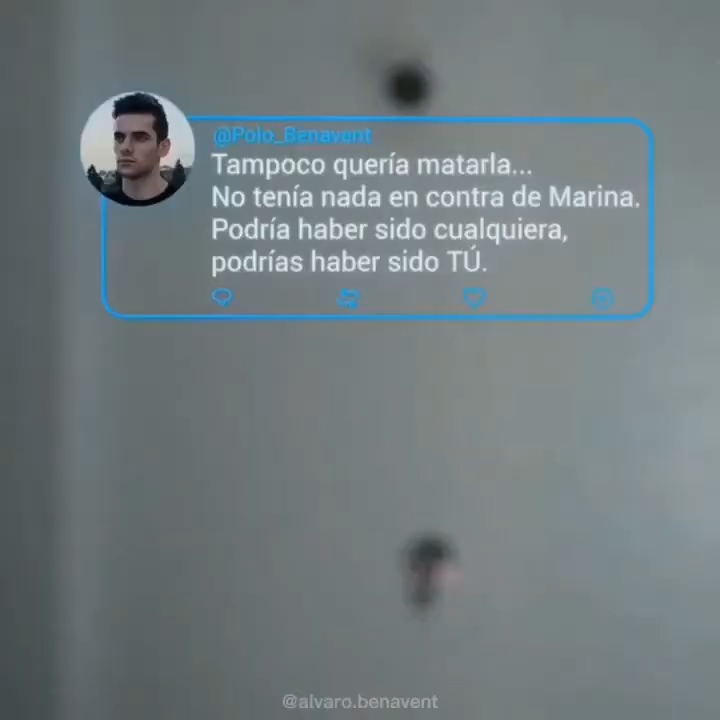 @Polo_Benavent
Tampoco quería matarla...
No tenía nada en contra de Marina.
Podría haber sido cualquiera,
podrías haber sido TÚ.
@alvaro.benavent